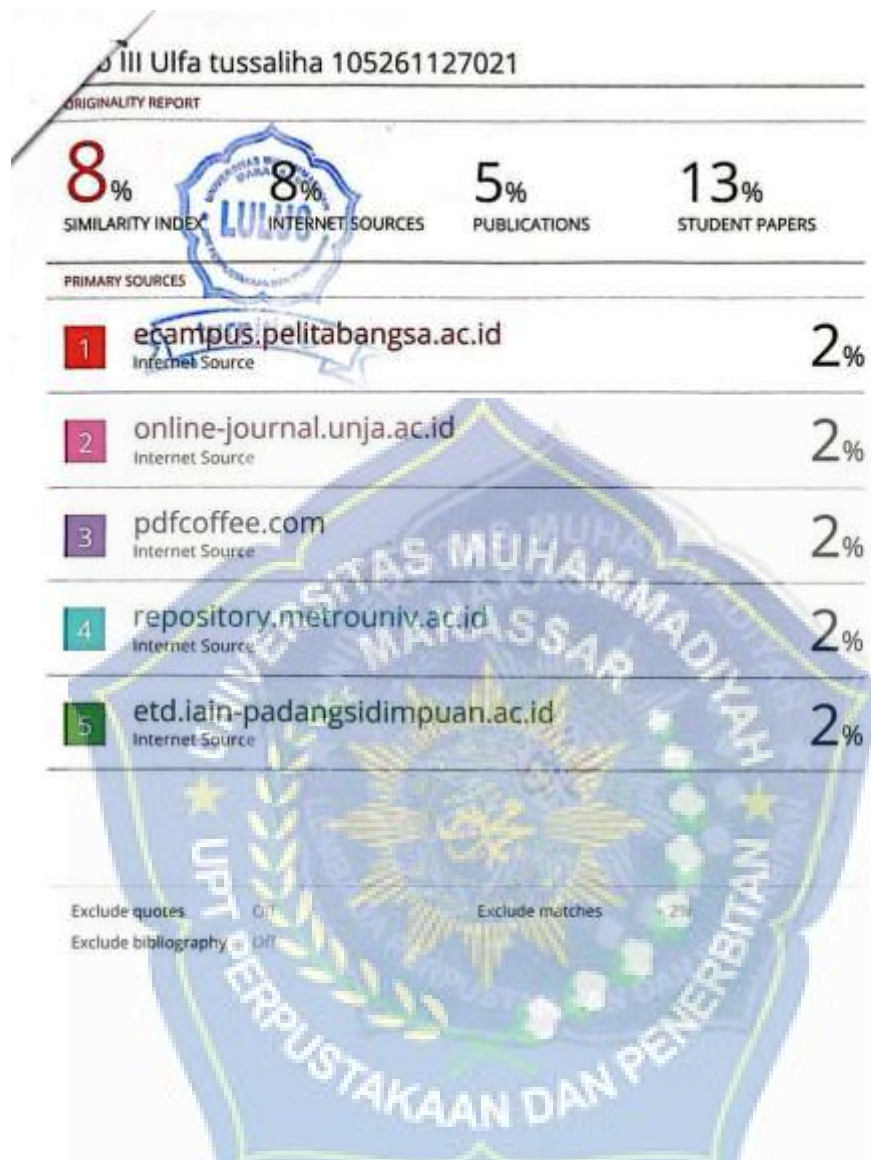 III Ulfa tussaliha 105261127021
ORIGINALITY REPORT
8% 8% 5% 13%
SIMILARITY INDEX INTERNET SOURCES PUBLICATIONS STUDENT PAPERS
LULUS
PRIMARY SOURCES
1 ecampus.pelitabangsa.ac.id 2%
Internet Source
2 online-journal.unja.ac.id 2%
Internet Source
3 pdfcoffee.com 2%
Internet Source
4 repository.metrouniv.ac.id 2%
Internet Source
5 etd.iain-padangsidimpuan.ac.id 2%
Internet Source
Exclude quotes Off Exclude matches 2%
Exclude bibliography Off
UNIVERSITAS MUHAMMADIYAH
MAKASSAR
UPT PERPUSTAKAAN DAN PENERBITAN